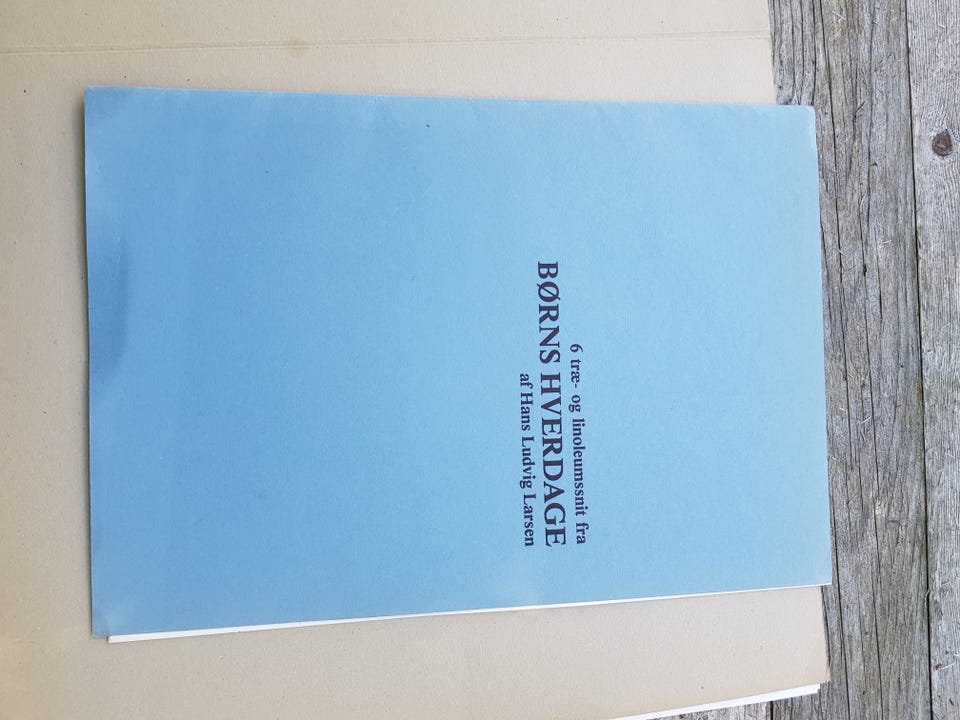 6 træ- og linoleumssnit fra
BØRNS HVERDAGE
af Hans Ludvig Larsen